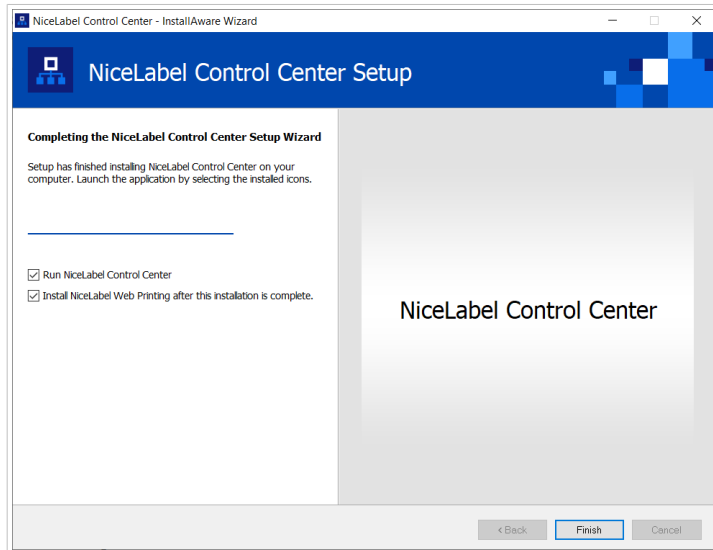 NiceLabel Control Center - InstallAware Wizard
NiceLabel Control Center Setup
Completing the NiceLabel Control Center Setup Wizard
Setup has finished installing NiceLabel Control Center on your
computer. Launch the application by selecting the installed icons.
Run NiceLabel Control Center
Install NiceLabel Web Printing after this installation is complete.
NiceLabel Control Center
< Back
Finish
Cancel